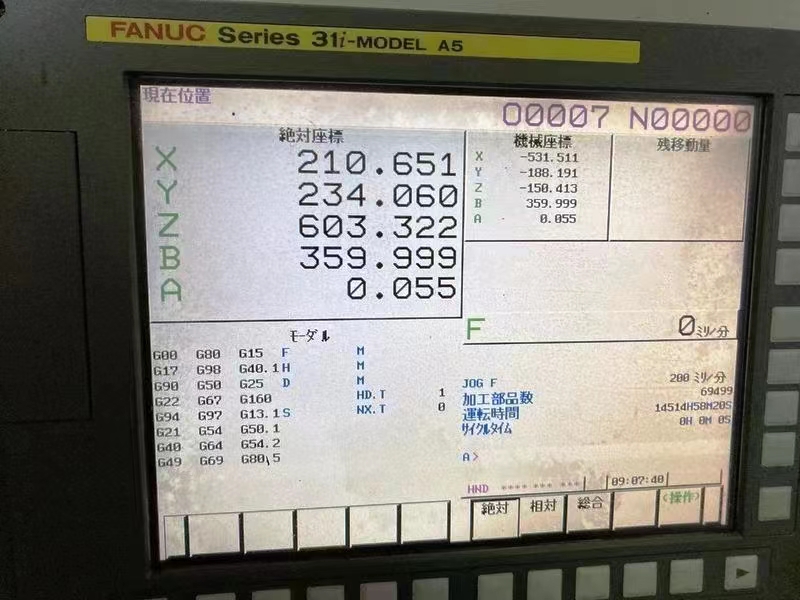 FANUC Series 31i-MODEL A5
現在位置
O0007 N00000
絶対座標
X 210.651
Y 234.060
Z 603.322
B 359.999
A 0.055
機械座標
X -531.511
Y -188.191
Z -150.413
B 359.999
A 0.055
残移動量
F 0ミリ/分
モーダル
G00 G80 G15 F M
G17 G98 G40.1 H M
G90 G50 G25 D M
G22 G67 G160 HD.T 1
G94 G97 G13.1 S NX.T 0
G21 G54 G50.1
G40 G64 G54.2
G49 G69 G80.5
JOG F 200 ミリ/分
加工部品数 69499
運転時間 14514H58M20S
サイクルタイム 0H 0M 0S
A>
HND **** *** *** 09:07:40
絶対 相対 総合 (操作)